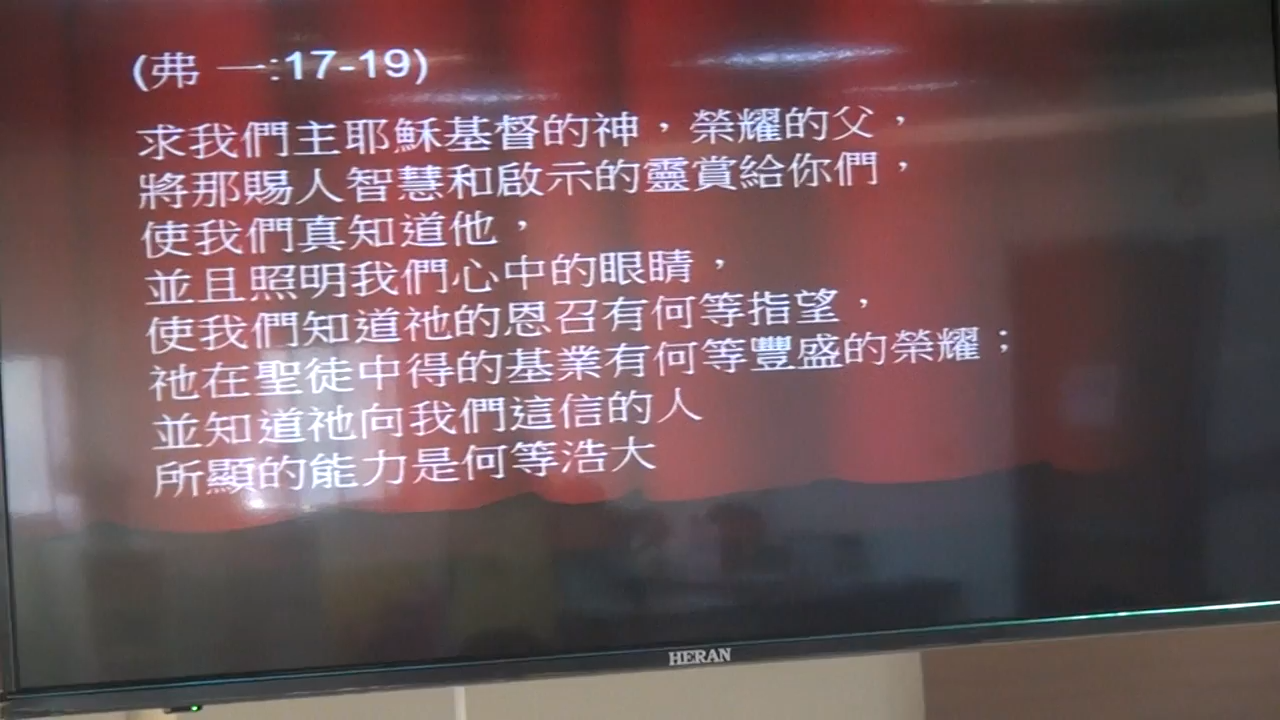 (弗 一:17-19)
求我們主耶穌基督的神，榮耀的父，
將那賜人智慧和啟示的靈賞給你們，
使我們真知道他，
並且照明我們心中的眼睛，
使我們知道祂的恩召有何等指望，
祂在聖徒中得的基業有何等豐盛的榮耀；
並知道祂向我們這信的人
所顯的能力是何等浩大
HERAN